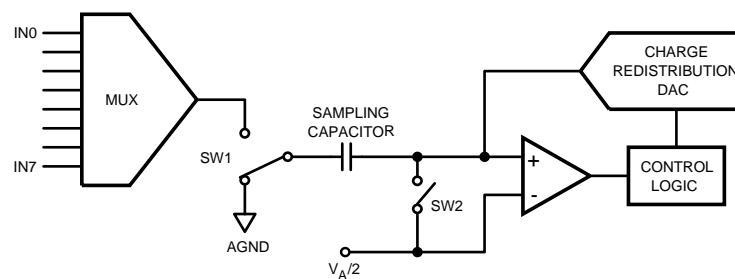 IN0
MUX
IN7
SW1
AGND
SAMPLING
CAPACITOR
SW2
VA/2
+
-
CHARGE
REDISTRIBUTION
DAC
CONTROL
LOGIC